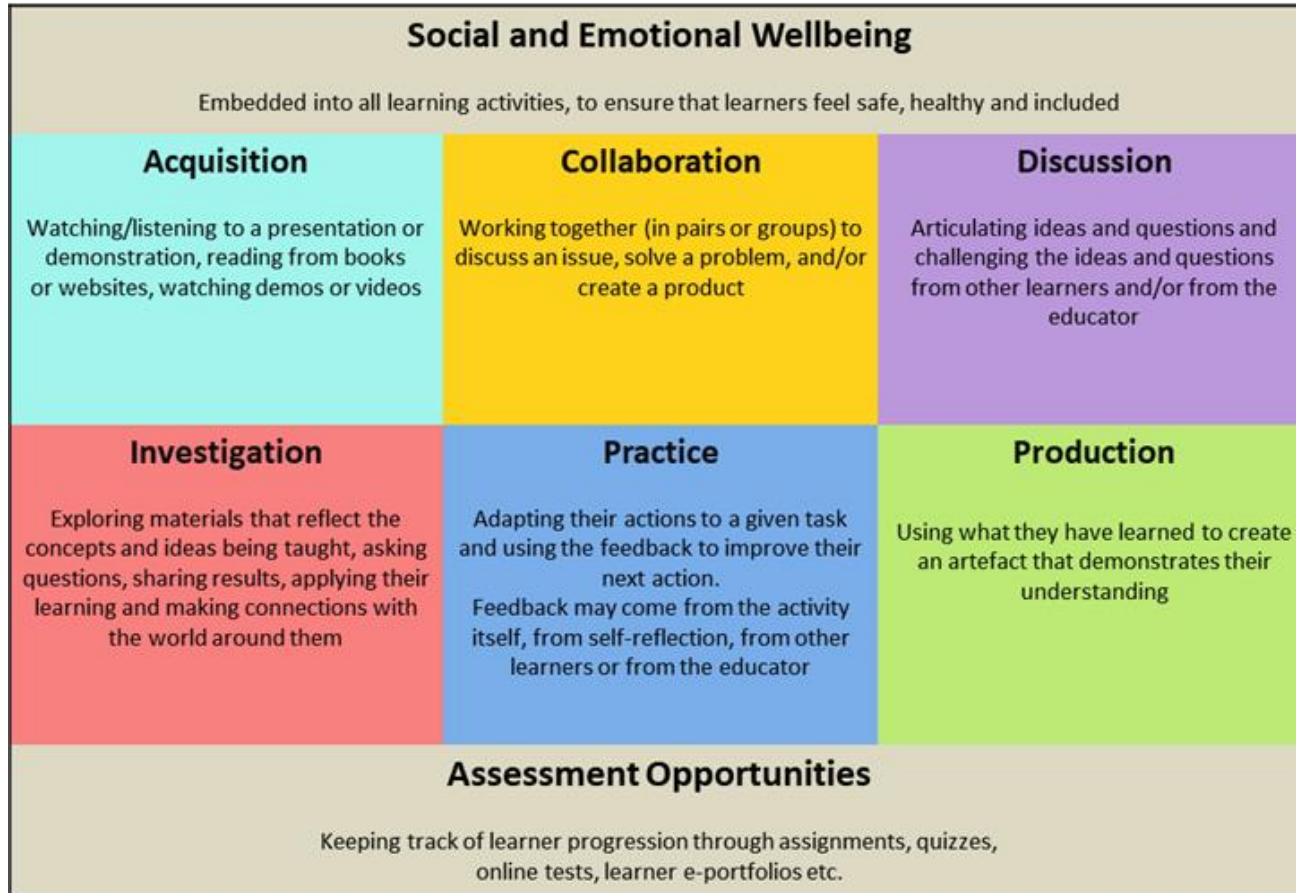 Social and Emotional Wellbeing
Embedded into all learning activities, to ensure that learners feel safe, healthy and included
Acquisition
Watching/listening to a presentation or
demonstration, reading from books
or websites, watching demos or videos
Collaboration
Working together (in pairs or groups) to
discuss an issue, solve a problem, and/or
create a product
Discussion
Articulating ideas and questions and
challenging the ideas and questions
from other learners and/or from the
educator
Investigation
Exploring materials that reflect the
concepts and ideas being taught, asking
questions, sharing results, applying their
learning and making connections with
the world around them
Practice
Adapting their actions to a given task
and using the feedback to improve their
next action.
Feedback may come from the activity
itself, from self-reflection, from other
learners or from the educator
Production
Using what they have learned to create
an artefact that demonstrates their
understanding
Assessment Opportunities
Keeping track of learner progression through assignments, quizzes,
online tests, learner e-portfolios etc.